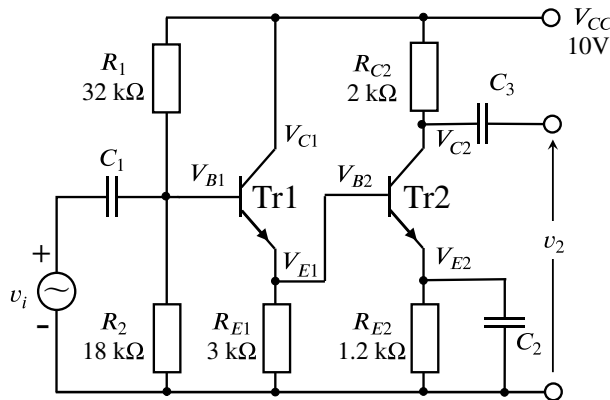 V_CC
10V
R_1
32 kΩ
R_C2
2 kΩ
C_3
V_C1
V_C2
C_1
V_B1
Tr1
V_B2
Tr2
v_2
+
v_i
-
V_E1
V_E2
R_2
18 kΩ
R_E1
3 kΩ
R_E2
1.2 kΩ
C_2